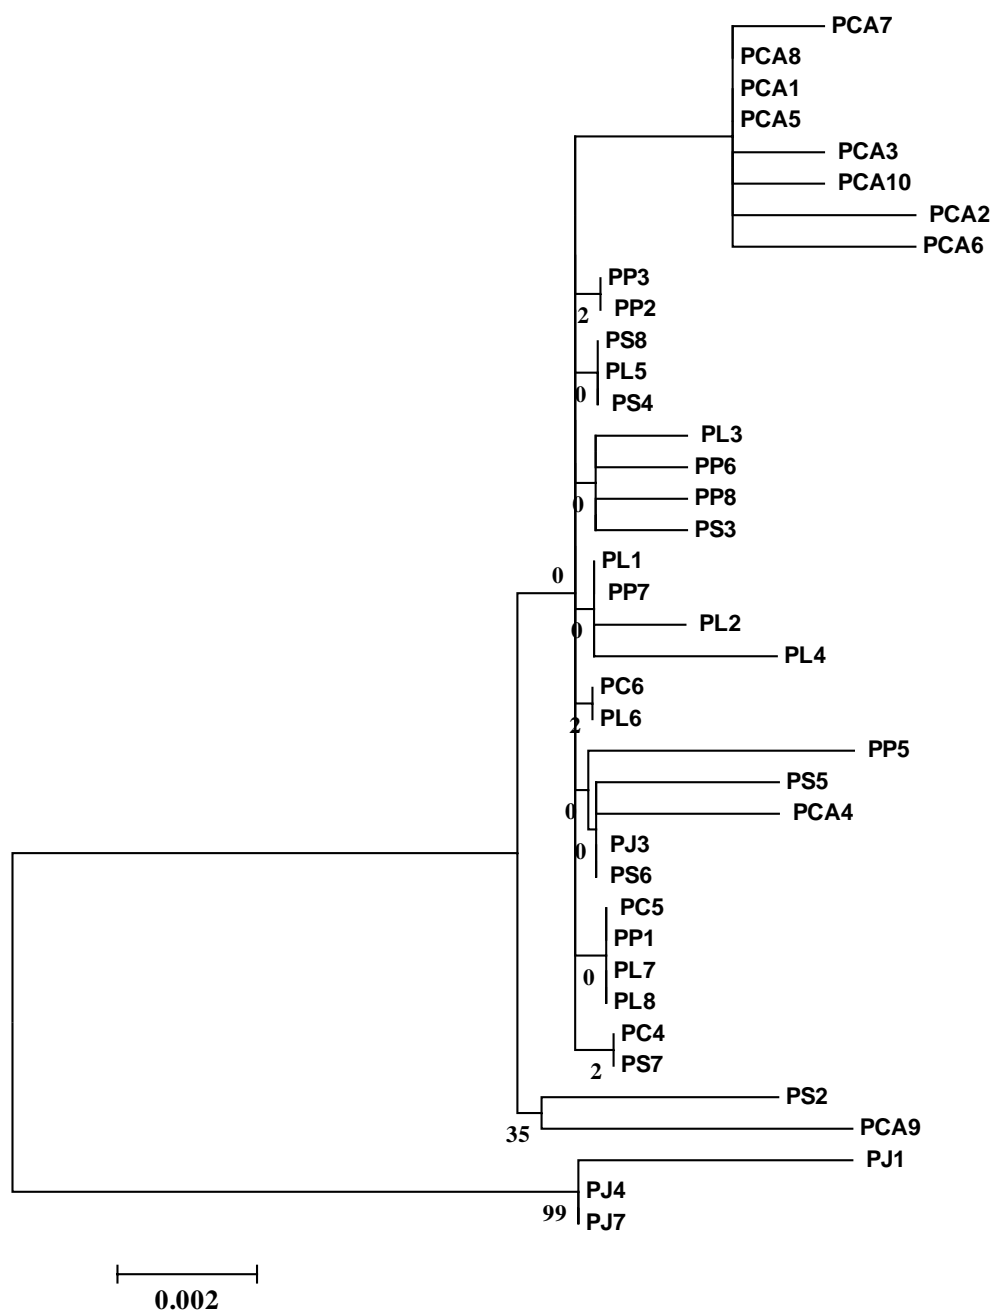 PCA7
PCA8
PCA1
PCA5
PCA3
PCA10
PCA2
PCA6
PP3
2
PP2
PS8
PL5
0
PS4
PL3
PP6
PP8
0
PS3
0
PL1
PP7
PL2
0
PL4
PC6
PL6
2
PP5
PS5
0
PCA4
PJ3
0
PS6
PC5
PP1
PL7
0
PL8
PC4
PS7
2
PS2
PCA9
35
PJ1
PJ4
99
PJ7
0.002